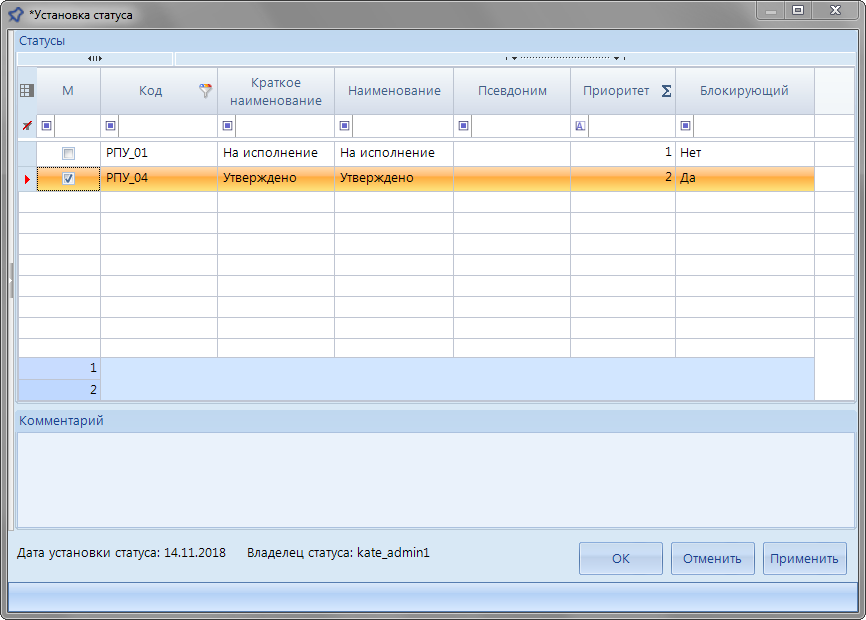 *Установка статуса
Статусы
М Код Краткое наименование Наименование Псевдоним Приоритет Σ Блокирующий
A
РПУ_01 На исполнение На исполнение 1 Нет
РПУ_04 Утверждено Утверждено 2 Да
1
2
Комментарий
Дата установки статуса: 14.11.2018 Владелец статуса: kate_admin1
ОК Отменить Применить